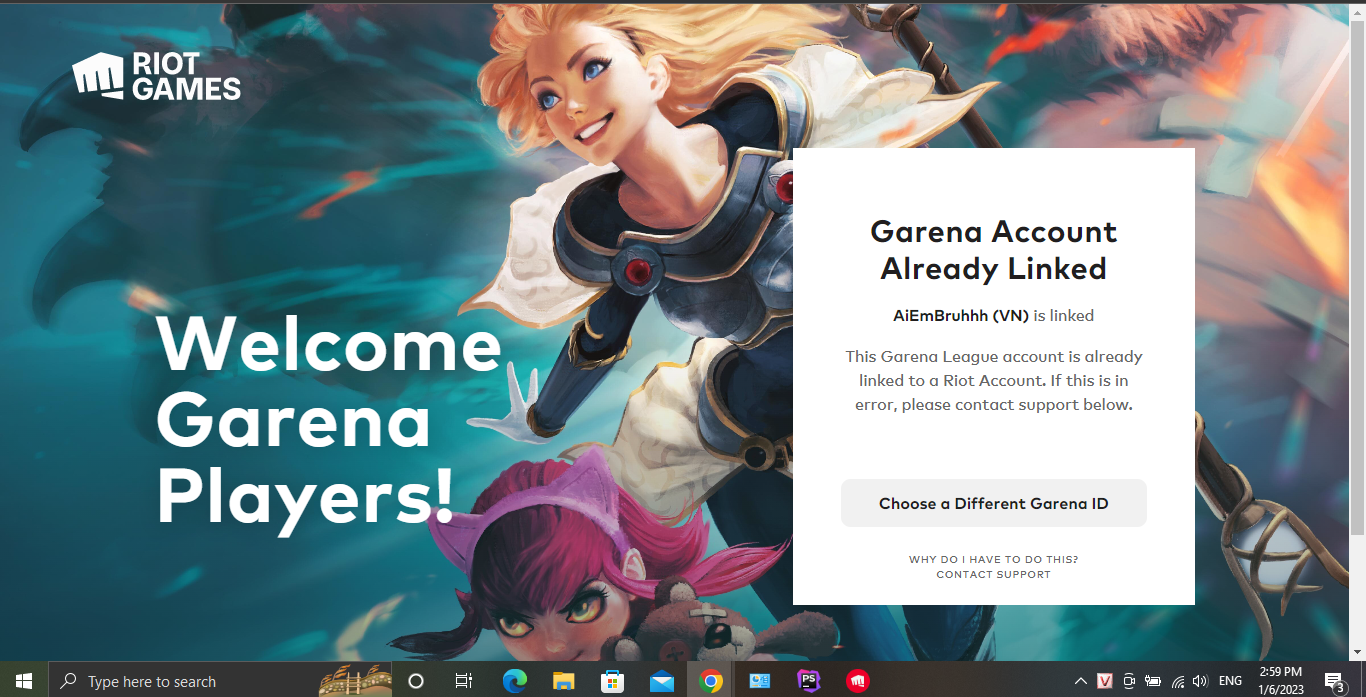 RIOT
GAMES
Welcome
Garena
Players!
Garena Account
Already Linked
AiEmBruhhh (VN) is linked
This Garena League account is already
linked to a Riot Account. If this is in
error, please contact support below.
Choose a Different Garena ID
WHY DO I HAVE TO DO THIS?
CONTACT SUPPORT
Type here to search
PS
V
ENG
2:59 PM
1/6/2023
3